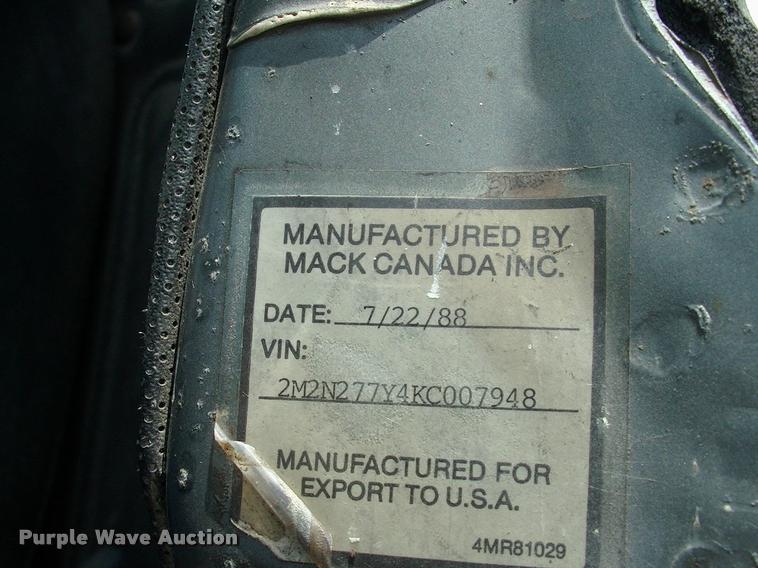 MANUFACTURED BY
MACK CANADA INC.
DATE: 7/22/88
VIN:
2M2N277Y4KC007948
MANUFACTURED FOR
EXPORT TO U.S.A.
4MR81029
Purple Wave Auction